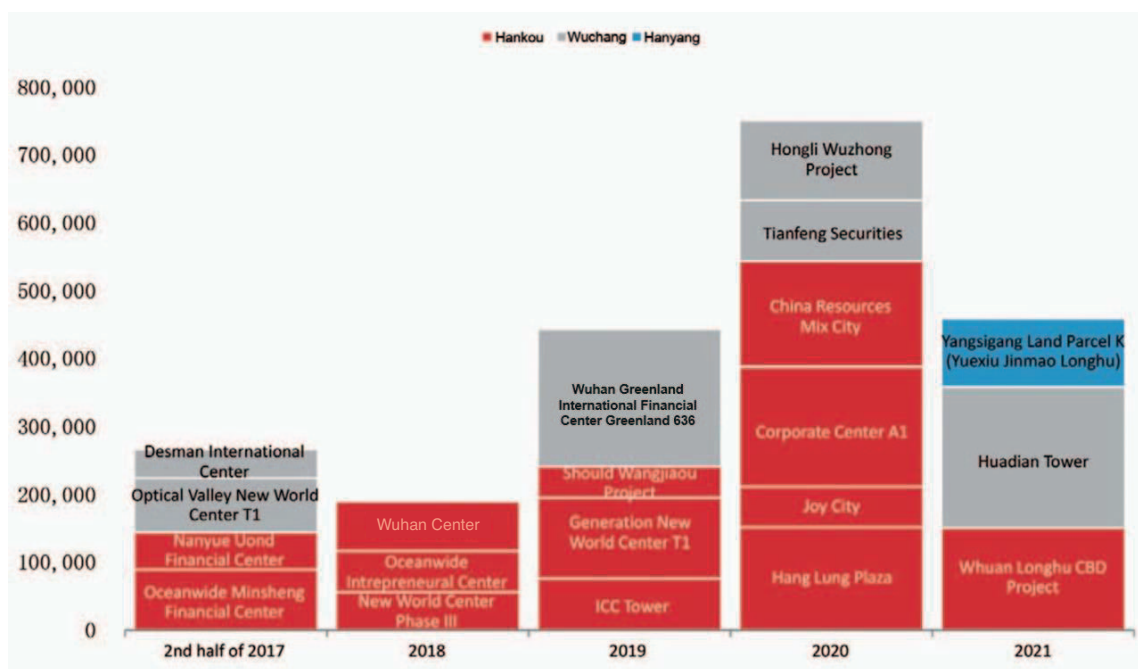 Hankou Wuchang Hanyang
800, 000
700, 000
600, 000
500, 000
400, 000
300, 000
200, 000
100, 000
0
Desman International
Center
Optical Valley New World
Center T1
Nanyue Uond
Financial Center
Oceanwide Minsheng
Financial Center
Wuhan Center
Oceanwide
Intrepreneural Center
New World Center
Phase III
Wuhan Greenland
International Financial
Center Greenland 636
Should Wangjiaou
Project
Generation New
World Center T1
ICC Tower
Hongli Wuzhong
Project
Tianfeng Securities
China Resources
Mix City
Corporate Center A1
Joy City
Hang Lung Plaza
Yangsigang Land Parcel K
(Yuexiu Jinmao Longhu)
Huadian Tower
Whuan Longhu CBD
Project
2nd half of 2017 2018 2019 2020 2021